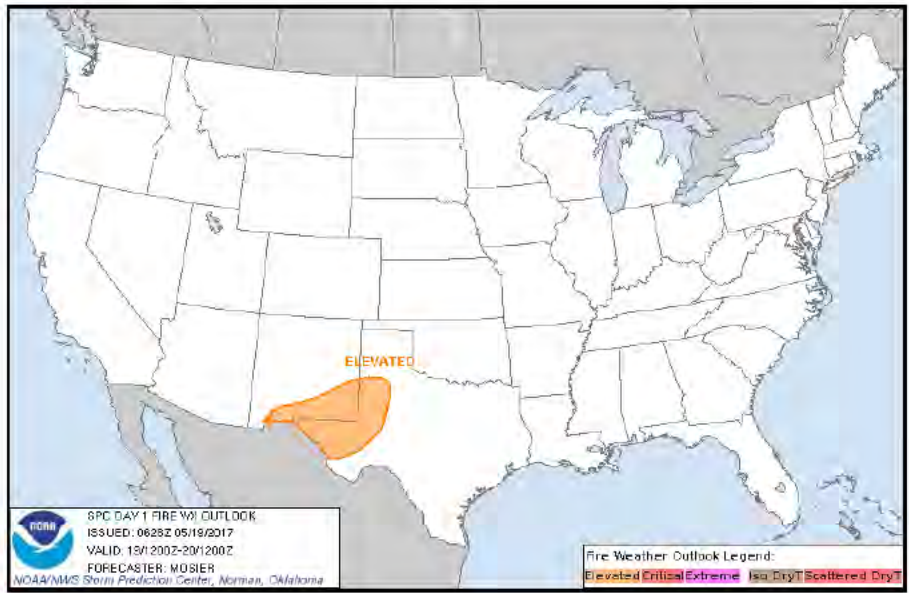 ELEVATED
SPC DAY 1 FIRE WX OUTLOOK
ISSUED: 0628Z 05/19/2017
VALID: 19/1200Z-20/1200Z
FORECASTER: MOSIER
NOAA/NWS Storm Prediction Center, Norman, Oklahoma
NOAA
Fire Weather Outlook Legend:
Elevated Critical Extreme Iso DryT Scattered DryT